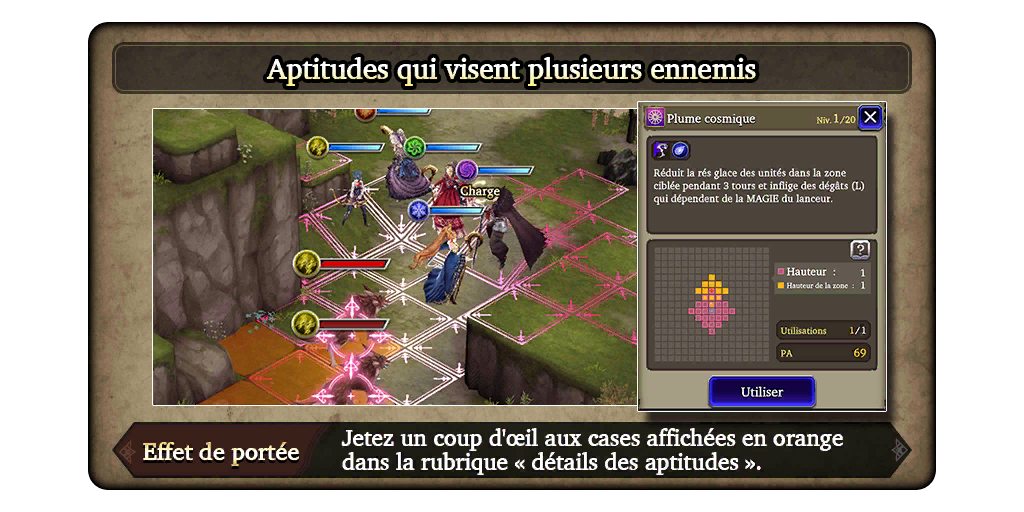 Aptitudes qui visent plusieurs ennemis
Charge
Plume cosmique
Niv. 1/20
Réduit la rés glace des unités dans la zone
ciblée pendant 3 tours et inflige des dégâts (L)
qui dépendent de la MAGIE du lanceur.
?
Hauteur : 1
Hauteur de la zone : 1
Utilisations 1/1
PA 69
Utiliser
Effet de portée
Jetez un coup d'œil aux cases affichées en orange
dans la rubrique « détails des aptitudes ».